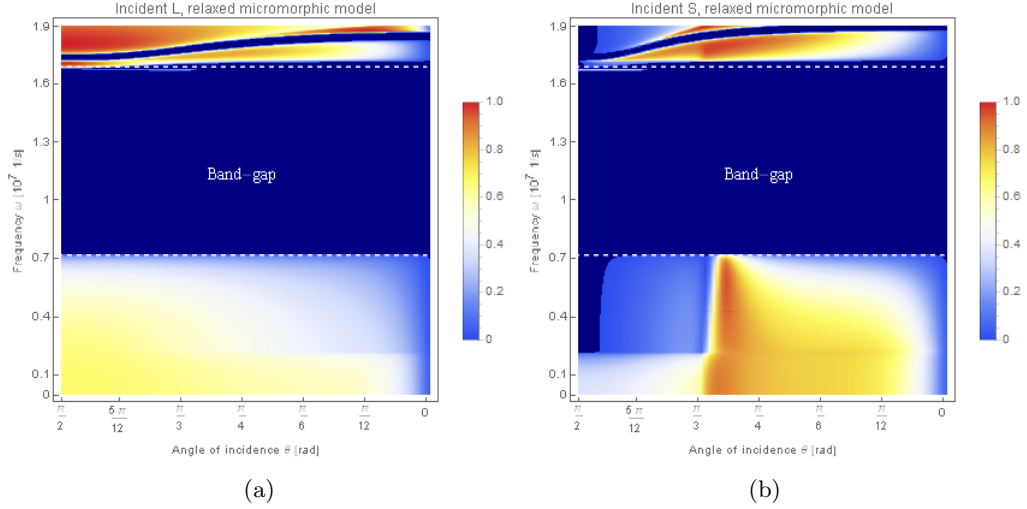 Incident L, relaxed micromorphic model
1.9
1.6
1.3
1
0.7
0.4
0.1
0
Frequency ω [10^7 1/s]
Band-gap
π/2
5π/12
π/3
π/4
π/6
π/12
0
Angle of incidence θ [rad]
1.0
0.8
0.6
0.4
0.2
0
(a)
Incident S, relaxed micromorphic model
1.9
1.6
1.3
1
0.7
0.4
0.1
0
Frequency ω [10^7 1/s]
Band-gap
π/2
5π/12
π/3
π/4
π/6
π/12
0
Angle of incidence θ [rad]
1.0
0.8
0.6
0.4
0.2
0
(b)